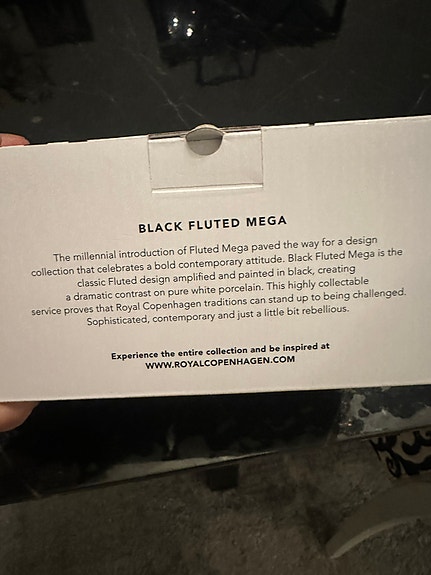 BLACK FLUTED MEGA
The millennial introduction of Fluted Mega paved the way for a design
collection that celebrates a bold contemporary attitude. Black Fluted Mega is the
classic Fluted design amplified and painted in black, creating
a dramatic contrast on pure white porcelain. This highly collectable
service proves that Royal Copenhagen traditions can stand up to being challenged.
Sophisticated, contemporary and just a little bit rebellious.
Experience the entire collection and be inspired at
WWW.ROYALCOPENHAGEN.COM